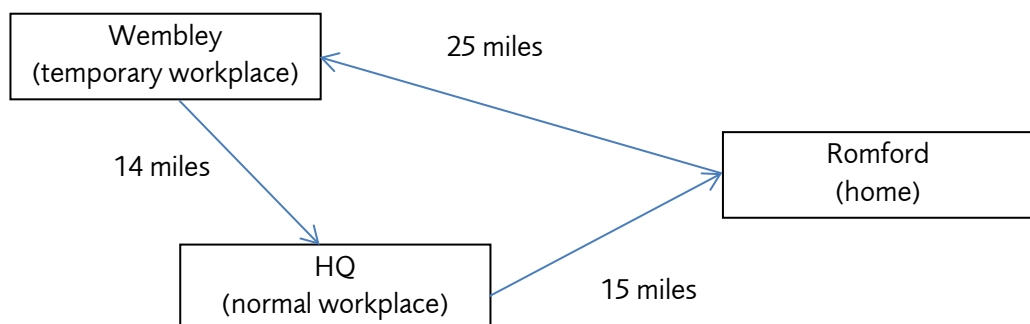 Wembley
(temporary workplace)
25 miles
14 miles
Romford
(home)
HQ
(normal workplace)
15 miles